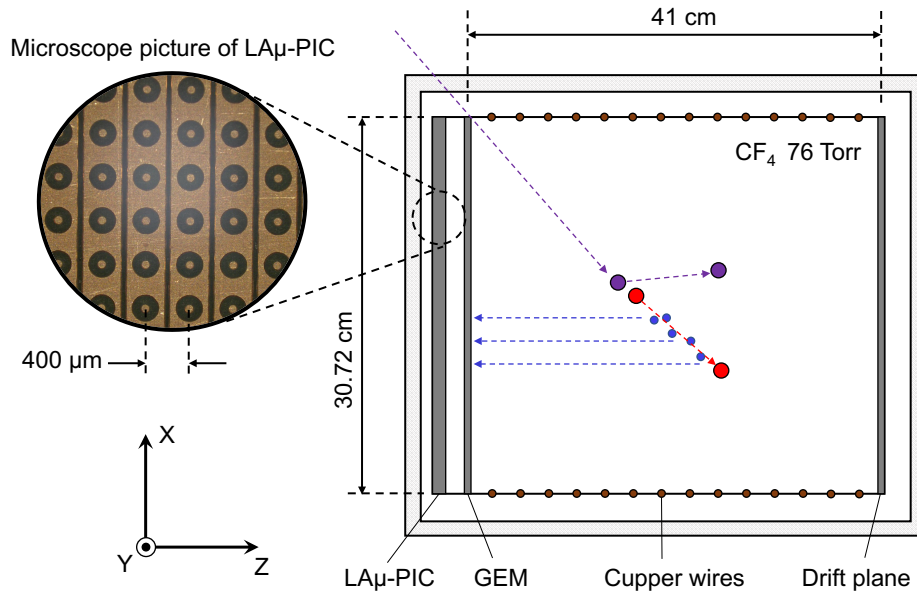 41 cm
Microscope picture of LAµ-PIC
CF₄ 76 Torr
30.72 cm
400 µm
X
Y
Z
LAµ-PIC
GEM
Cupper wires
Drift plane